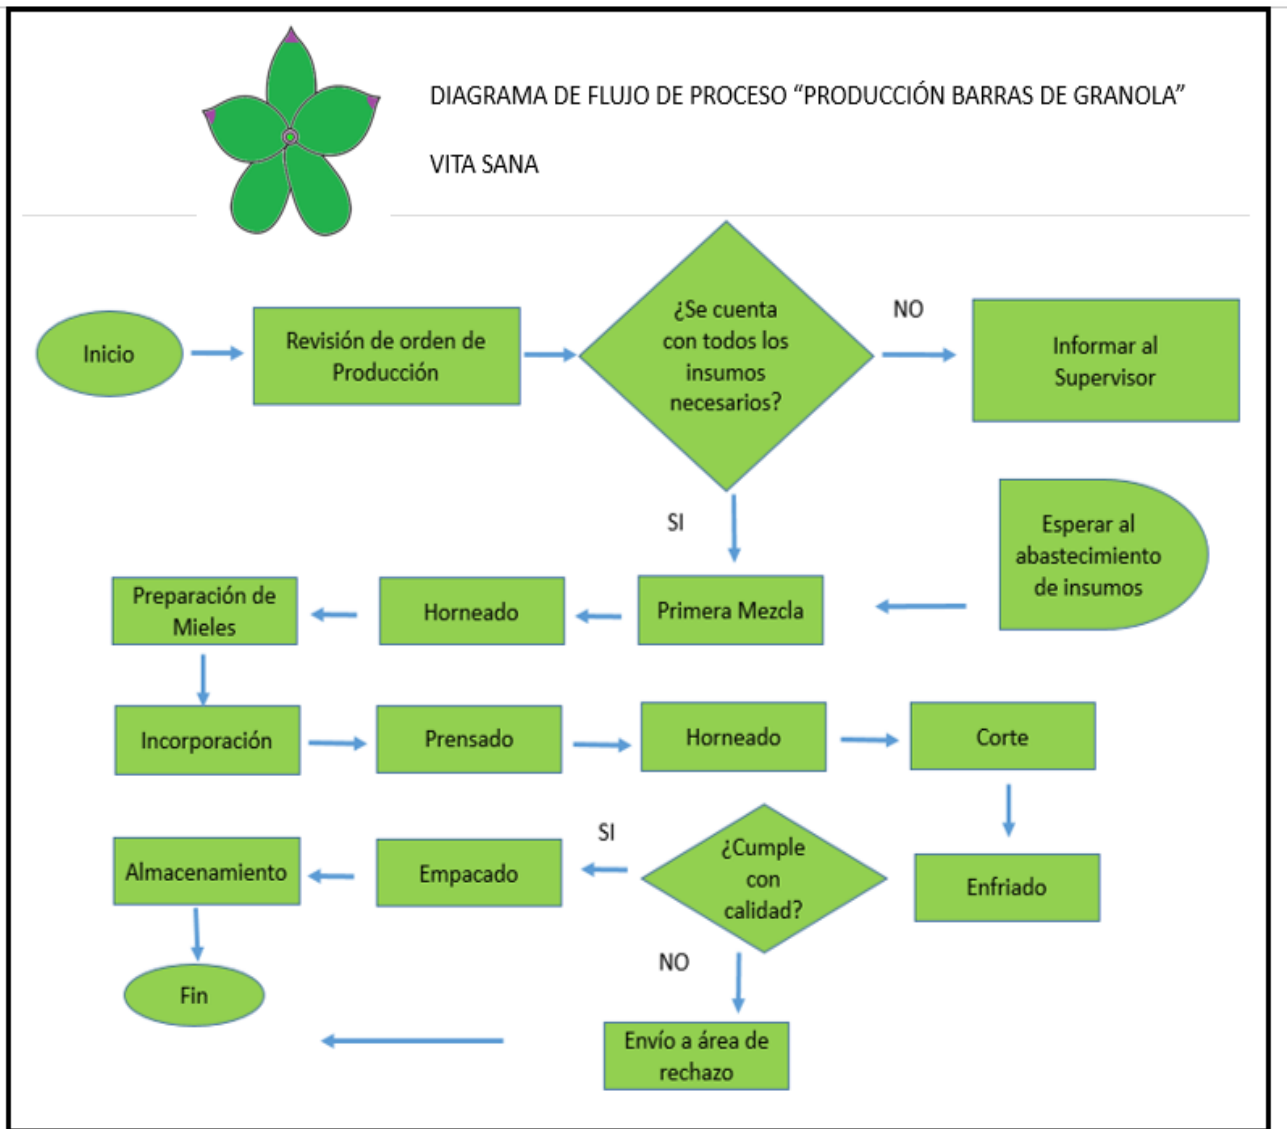 DIAGRAMA DE FLUJO DE PROCESO “PRODUCCIÓN BARRAS DE GRANOLA”
VITA SANA
Inicio
Revisión de orden de
Producción
¿Se cuenta
con todos los
insumos
necesarios?
NO
Informar al
Supervisor
SI
Esperar al
abastecimiento
de insumos
Primera Mezcla
Horneado
Preparación de
Mieles
Incorporación
Prensado
Horneado
Corte
Enfriado
¿Cumple
con
calidad?
SI
Empacado
Almacenamiento
NO
Fin
Envío a área de
rechazo